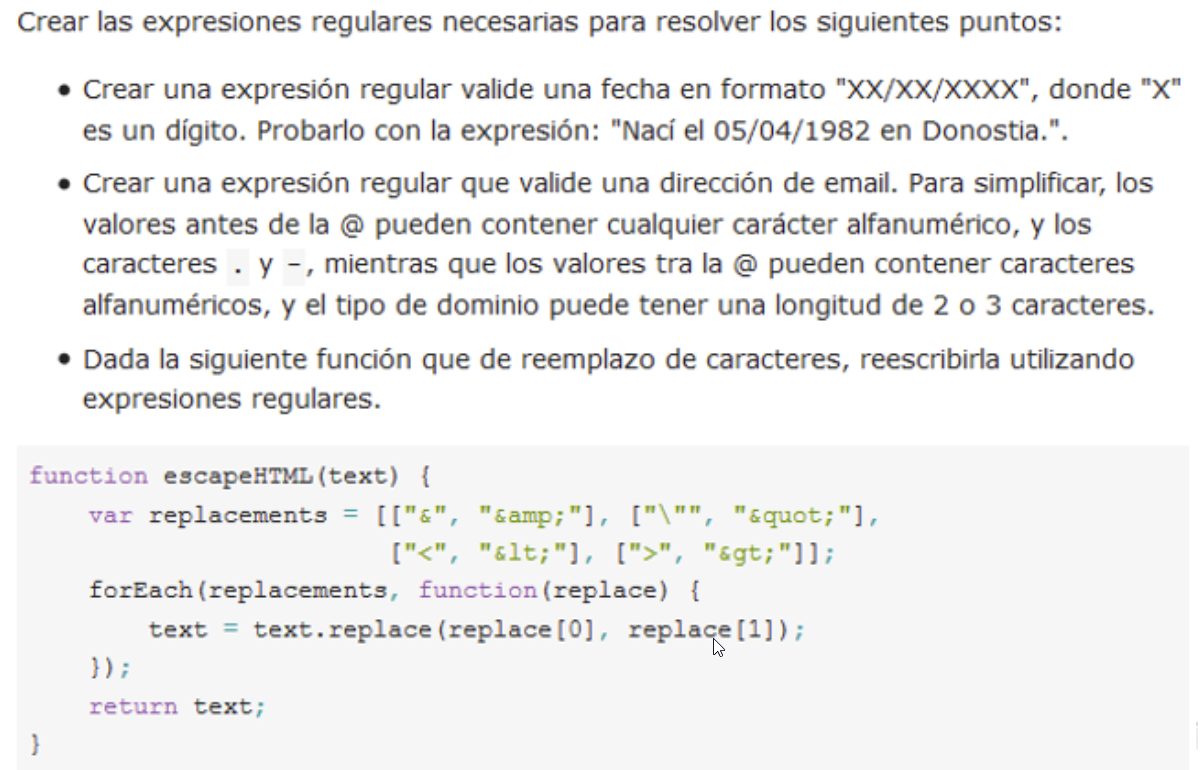 Crear las expresiones regulares necesarias para resolver los siguientes puntos:
• Crear una expresión regular valide una fecha en formato "XX/XX/XXXX", donde "X"
es un dígito. Probarlo con la expresión: "Nací el 05/04/1982 en Donostia.".
• Crear una expresión regular que valide una dirección de email. Para simplificar, los
valores antes de la @ pueden contener cualquier carácter alfanumérico, y los
caracteres . y -, mientras que los valores tra la @ pueden contener caracteres
alfanuméricos, y el tipo de dominio puede tener una longitud de 2 o 3 caracteres.
• Dada la siguiente función que de reemplazo de caracteres, reescribirla utilizando
expresiones regulares.
function escapeHTML(text) {
    var replacements = [["&", "&amp;"], ["\"", "&quot;"],
                        ["<", "&lt;"], [">", "&gt;"]];
    forEach(replacements, function(replace) {
        text = text.replace(replace[0], replace[1]);
    });
    return text;
}